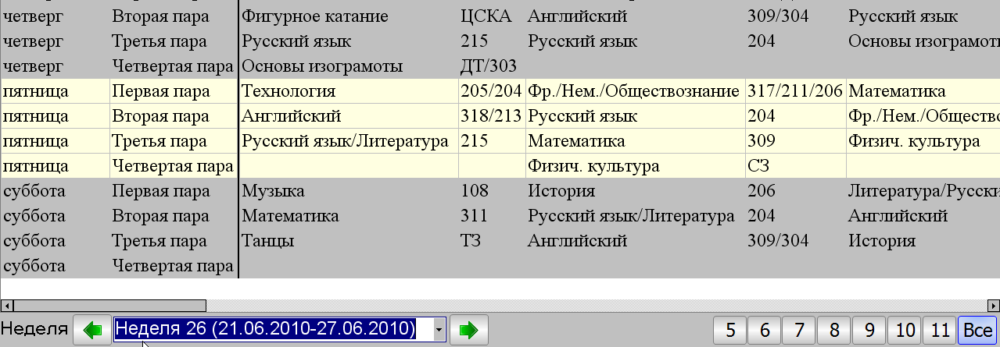 четверг Вторая пара Фигурное катание ЦСКА Английский 309/304 Русский язык
четверг Третья пара Русский язык 215 Русский язык 204 Основы изограмоты
четверг Четвертая пара Основы изограмоты ДТ/303
пятница Первая пара Технология 205/204 Фр./Нем./Обществознание 317/211/206 Математика
пятница Вторая пара Английский 318/213 Русский язык 204 Фр./Нем./Общество
пятница Третья пара Русский язык/Литература 215 Математика 309 Физич. культура
пятница Четвертая пара Физич. культура СЗ
суббота Первая пара Музыка 108 История 206 Литература/Русски
суббота Вторая пара Математика 311 Русский язык/Литература 204 Английский
суббота Третья пара Танцы ТЗ Английский 309/304 История
суббота Четвертая пара
Неделя Неделя 26 (21.06.2010-27.06.2010) 5 6 7 8 9 10 11 Все